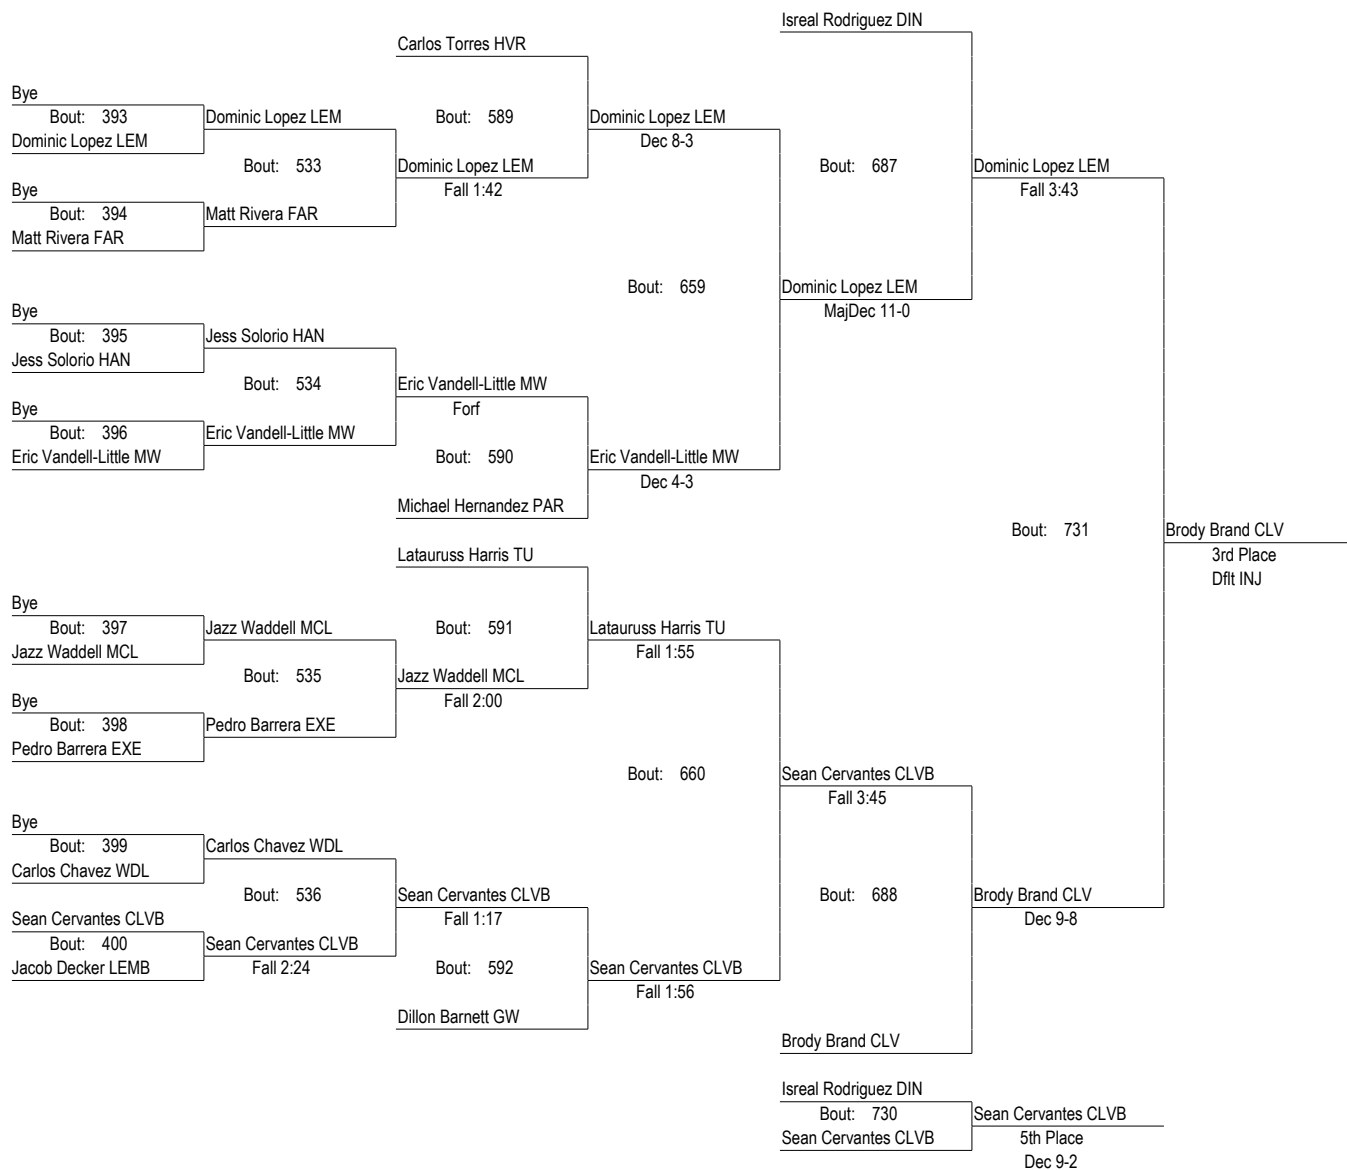 Isreal Rodriguez DIN
Carlos Torres HVR
Bye
Bout: 393
Dominic Lopez LEM
Bout: 589
Dominic Lopez LEM
Dominic Lopez LEM
Dec 8-3
Bout: 533
Dominic Lopez LEM
Bout: 687
Dominic Lopez LEM
Bye
Fall 1:42
Fall 3:43
Bout: 394
Matt Rivera FAR
Matt Rivera FAR
Bout: 659
Dominic Lopez LEM
Bye
MajDec 11-0
Bout: 395
Jess Solorio HAN
Jess Solorio HAN
Bout: 534
Eric Vandell-Little MW
Bye
Forf
Bout: 396
Eric Vandell-Little MW
Eric Vandell-Little MW
Bout: 590
Eric Vandell-Little MW
Dec 4-3
Michael Hernandez PAR
Bout: 731
Brody Brand CLV
Latauruss Harris TU
3rd Place
Dflt INJ
Bye
Bout: 397
Jazz Waddell MCL
Bout: 591
Latauruss Harris TU
Jazz Waddell MCL
Fall 1:55
Bout: 535
Jazz Waddell MCL
Bye
Fall 2:00
Bout: 398
Pedro Barrera EXE
Pedro Barrera EXE
Bout: 660
Sean Cervantes CLVB
Fall 3:45
Bye
Bout: 399
Carlos Chavez WDL
Carlos Chavez WDL
Bout: 536
Sean Cervantes CLVB
Bout: 688
Brody Brand CLV
Sean Cervantes CLVB
Fall 1:17
Dec 9-8
Bout: 400
Sean Cervantes CLVB
Jacob Decker LEMB
Fall 2:24
Bout: 592
Sean Cervantes CLVB
Fall 1:56
Dillon Barnett GW
Brody Brand CLV
Isreal Rodriguez DIN
Bout: 730
Sean Cervantes CLVB
Sean Cervantes CLVB
5th Place
Dec 9-2